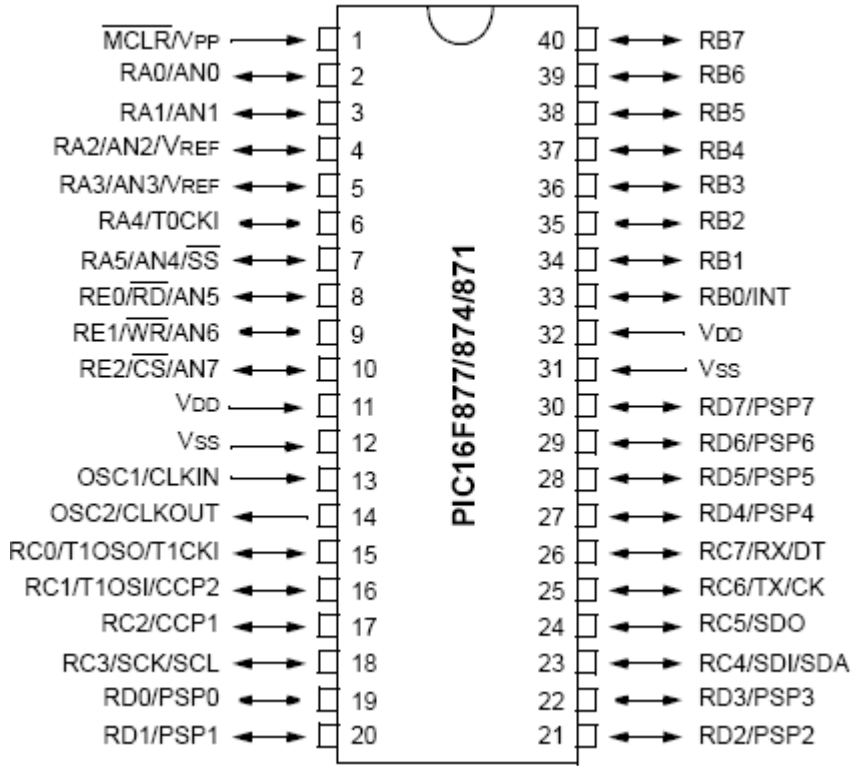 MCLR/VPP 1 40 RB7
RA0/AN0 2 39 RB6
RA1/AN1 3 38 RB5
RA2/AN2/VREF 4 37 RB4
RA3/AN3/VREF 5 36 RB3
RA4/T0CKI 6 35 RB2
RA5/AN4/SS 7 34 RB1
RE0/RD/AN5 8 33 RB0/INT
RE1/WR/AN6 9 32 VDD
RE2/CS/AN7 10 31 VSS
VDD 11 30 RD7/PSP7
VSS 12 29 RD6/PSP6
OSC1/CLKIN 13 28 RD5/PSP5
OSC2/CLKOUT 14 27 RD4/PSP4
RC0/T1OSO/T1CKI 15 26 RC7/RX/DT
RC1/T1OSI/CCP2 16 25 RC6/TX/CK
RC2/CCP1 17 24 RC5/SDO
RC3/SCK/SCL 18 23 RC4/SDI/SDA
RD0/PSP0 19 22 RD3/PSP3
RD1/PSP1 20 21 RD2/PSP2
PIC16F877/874/871